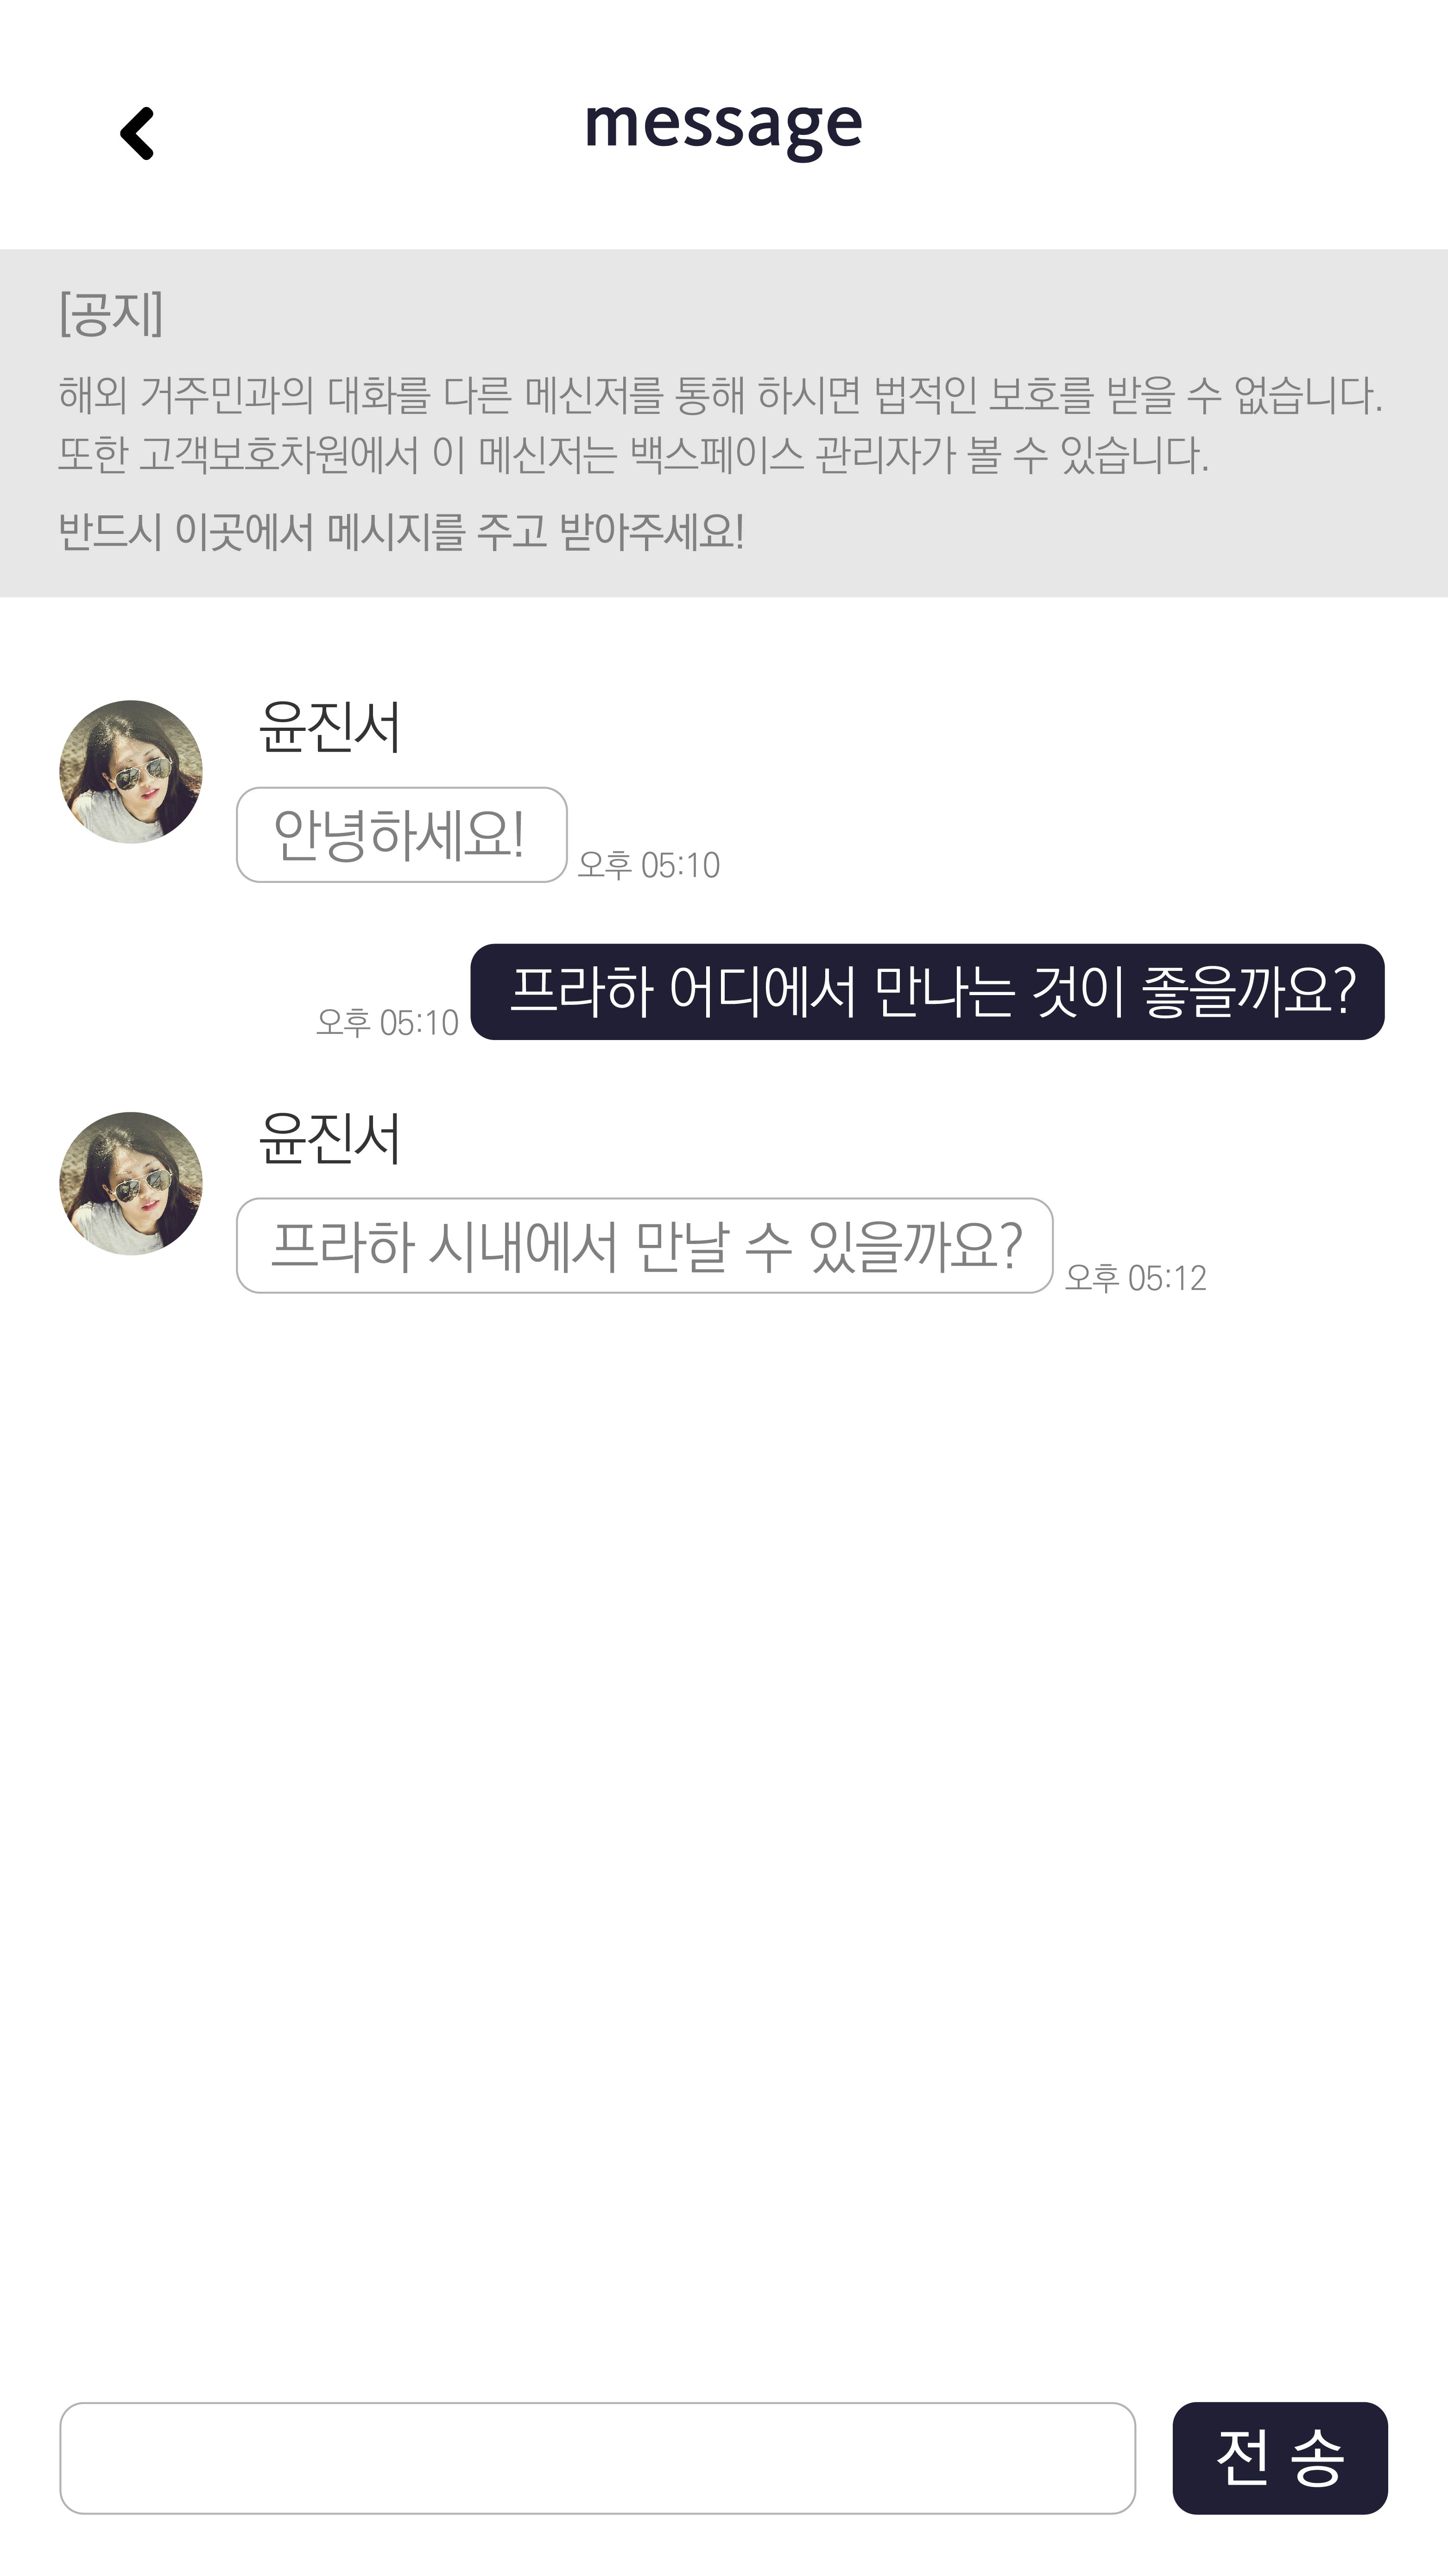 message
[공지]
해외 거주민과의 대화를 다른 메신저를 통해 하시면 법적인 보호를 받을 수 없습니다.
또한 고객보호차원에서 이 메신저는 백스페이스 관리자가 볼 수 있습니다.
반드시 이곳에서 메시지를 주고 받아주세요!
윤진서
안녕하세요!
오후 05:10
프라하 어디에서 만나는 것이 좋을까요?
오후 05:10
윤진서
프라하 시내에서 만날 수 있을까요?
오후 05:12
전 송